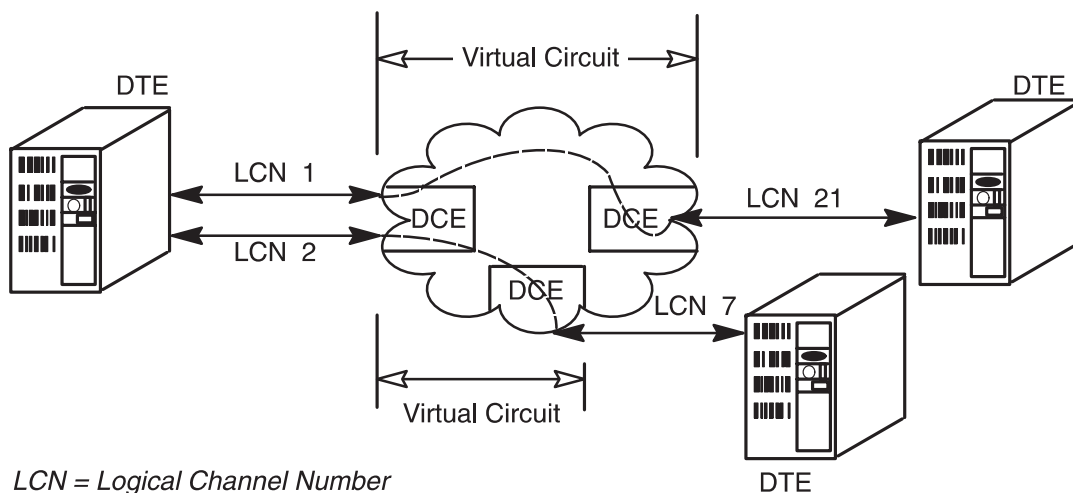 Virtual Circuit
DTE
DTE
LCN 1
LCN 21
DCE
DCE
LCN 2
DCE
LCN 7
Virtual Circuit
LCN = Logical Channel Number
DTE